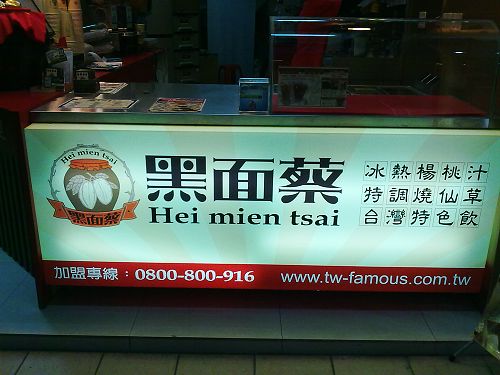 Hei mien tsai
黑面蔡
黑面蔡
Hei mien tsai
冰熱楊桃汁
特調燒仙草
台灣特色飲
加盟專線：0800-800-916
www.tw-famous.com.tw